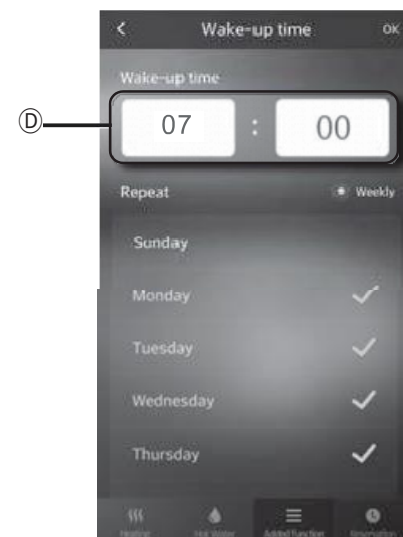 < Wake-up time OK
Wake-up time
Ⓓ 07 : 00
Repeat Weekly
Sunday
Monday
Tuesday
Wednesday
Thursday
Heating Hot Water Added Function Reservation